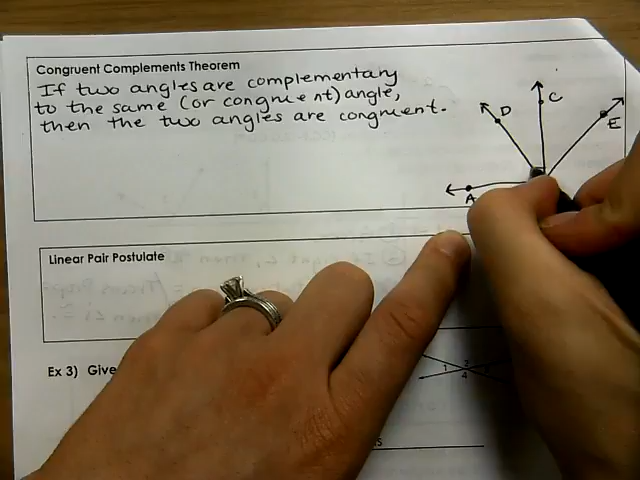 Congruent Complements Theorem
If two angles are complementary
to the same (or congruent) angle,
then the two angles are congruent.
D
C
E
A
Linear Pair Postulate
Ex 3) Give
1 2
4